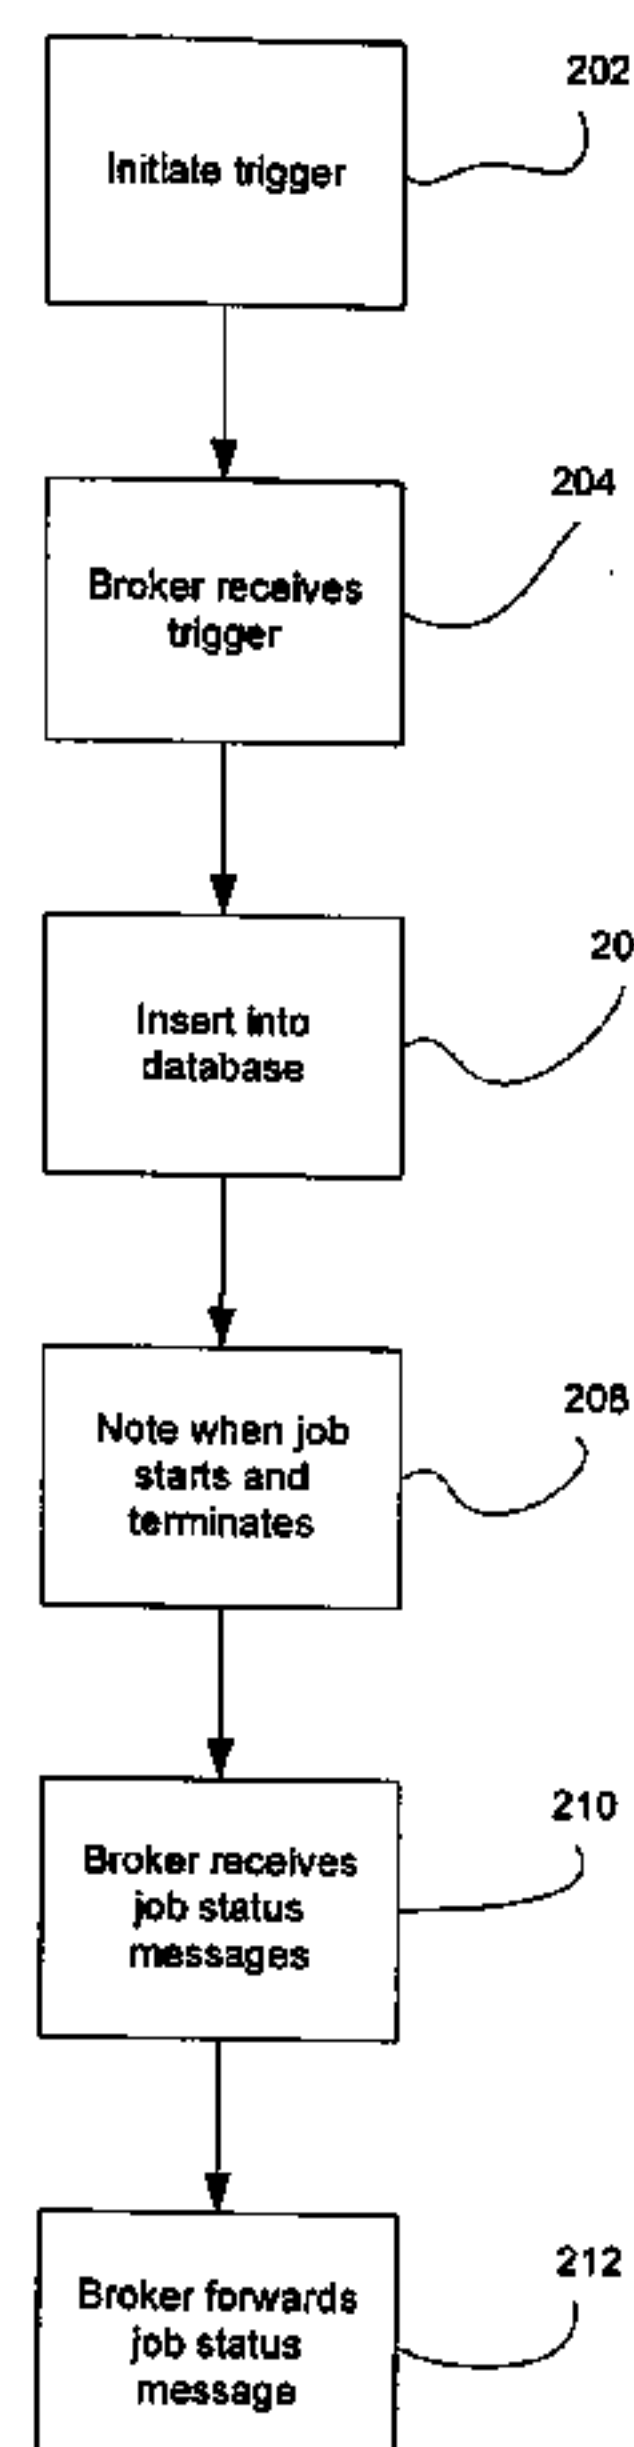 Initiate trigger
202
Broker receives
trigger
204
Insert into
database
20
Note when job
starts and
terminates
208
Broker receives
job status
messages
210
Broker forwards
job status
message
212